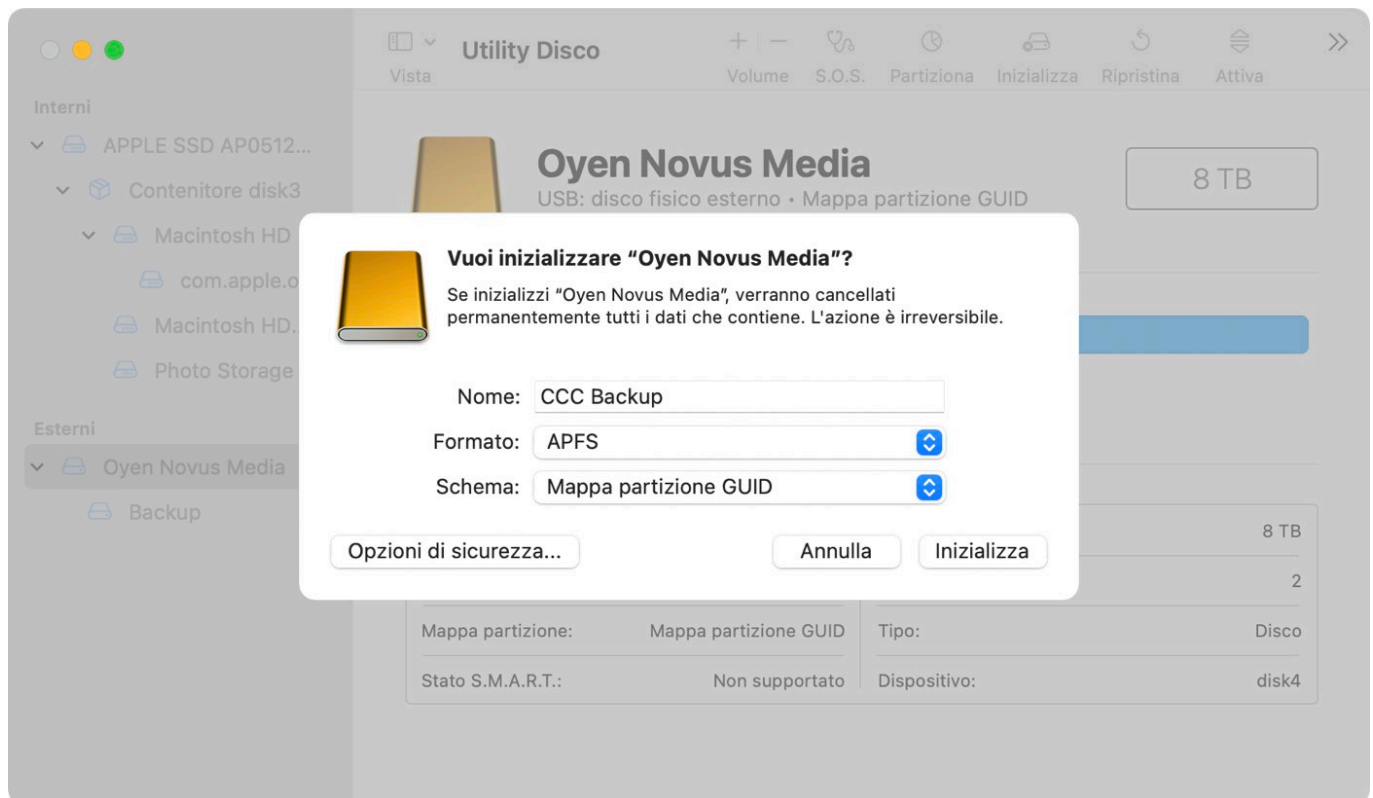 Utility Disco
Vista
Volume
S.O.S.
Partiziona
Inizializza
Ripristina
Attiva
Interni
APPLE SSD AP0512...
Contenitore disk3
Macintosh HD
com.apple.o
Macintosh HD.
Photo Storage
Esterni
Oyen Novus Media
Backup
Oyen Novus Media
USB: disco fisico esterno • Mappa partizione GUID
8 TB
Vuoi inizializzare “Oyen Novus Media”?
Se inizializzi “Oyen Novus Media”, verranno cancellati
permanentemente tutti i dati che contiene. L'azione è irreversibile.
Nome: CCC Backup
Formato: APFS
Schema: Mappa partizione GUID
Opzioni di sicurezza...
Annulla
Inizializza
8 TB
2
Mappa partizione: Mappa partizione GUID
Tipo: Disco
Stato S.M.A.R.T.: Non supportato
Dispositivo: disk4